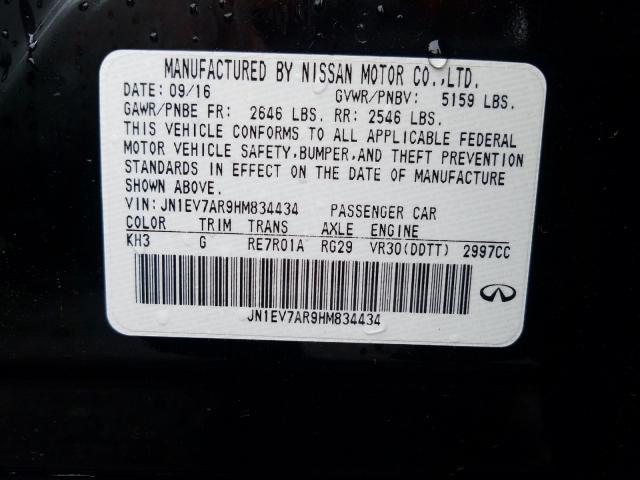 MANUFACTURED BY NISSAN MOTOR CO.,LTD.
DATE: 09/16 GVWR/PNBV: 5159 LBS.
GAWR/PNBE FR: 2646 LBS. RR: 2546 LBS.
THIS VEHICLE CONFORMS TO ALL APPLICABLE FEDERAL
MOTOR VEHICLE SAFETY,BUMPER,AND THEFT PREVENTION
STANDARDS IN EFFECT ON THE DATE OF MANUFACTURE
SHOWN ABOVE.
VIN: JN1EV7AR9HM834434 PASSENGER CAR
COLOR TRIM TRANS AXLE ENGINE
KH3 G RE7R01A RG29 VR30(DDTT) 2997CC
JN1EV7AR9HM834434